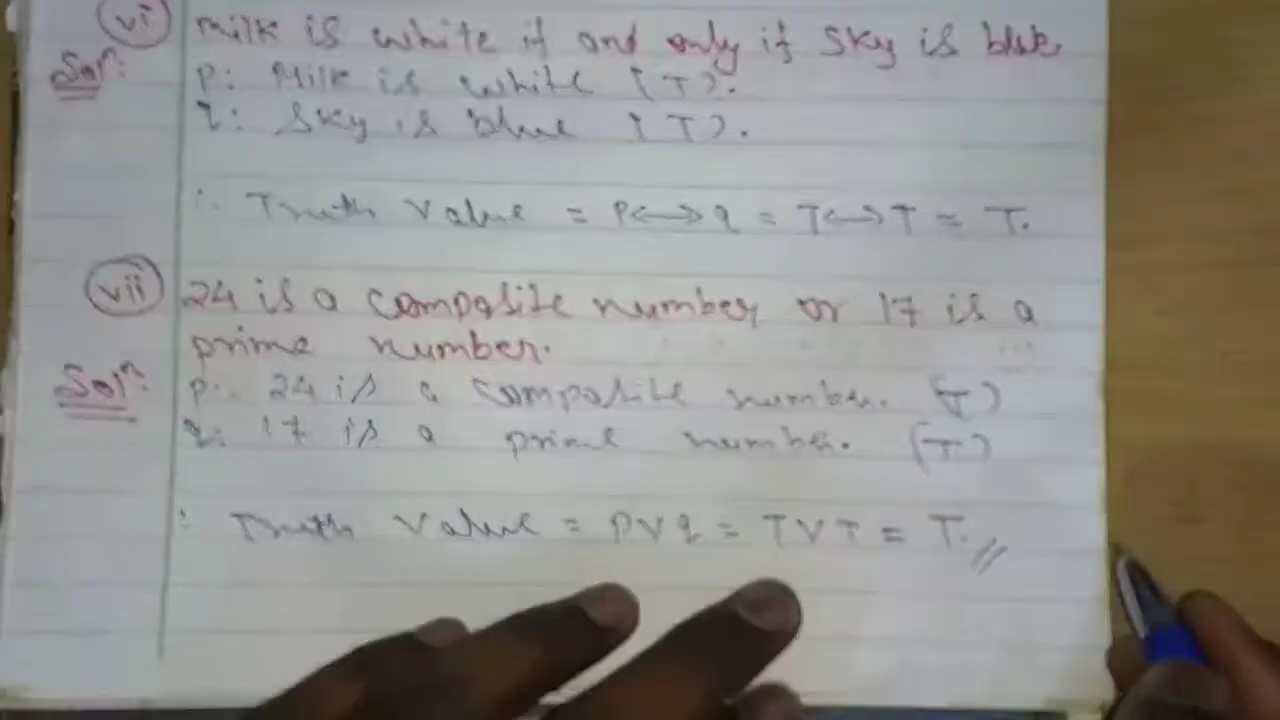 (vi) Milk is white if and only if sky is blue
Solⁿ: p: Milk is white (T).
q: Sky is blue (T).
∴ Truth Value = p↔q = T↔T = T.
(vii) 24 is a composite number or 17 is a
prime number.
Solⁿ: p: 24 is a composite number. (T)
q: 17 is a prime number. (T)
∴ Truth Value = p∨q = T∨T = T.//